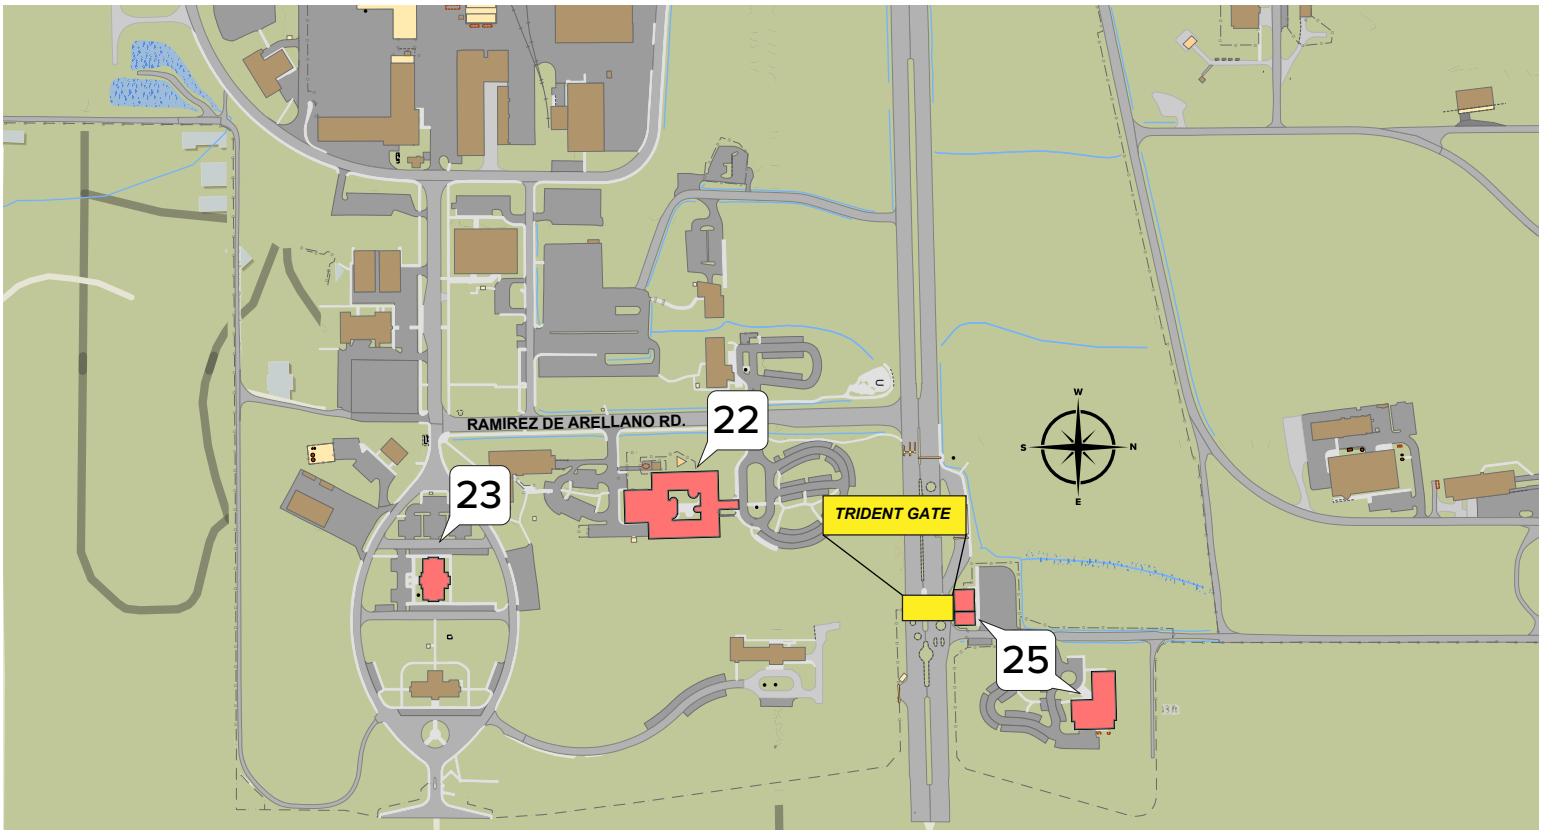 W
S
N
E
RAMIREZ DE ARELLANO RD.
22
23
TRIDENT GATE
25